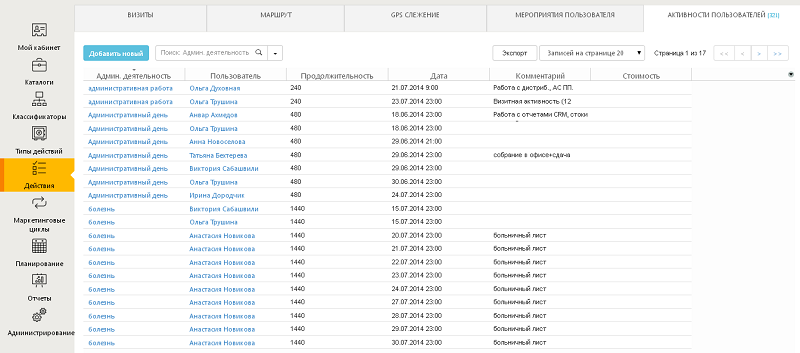 ВИЗИТЫ
МАРШРУТ
GPS СЛЕЖЕНИЕ
МЕРОПРИЯТИЯ ПОЛЬЗОВАТЕЛЯ
АКТИВНОСТИ ПОЛЬЗОВАТЕЛЕЙ (321)
Мой кабинет
Каталоги
Классификаторы
Типы действий
Действия
Маркетинговые
циклы
Планирование
Отчеты
Администрирование
Добавить новый
Поиск: Админ. деятельность
Экспорт
Записей на странице 20
Страница 1 из 17
<< < > >>
Админ. деятельность Пользователь Продолжительность Дата Комментарий Стоимость
административная работа Ольга Духовная 240 21.07.2014 9:00 Работа с дистриб., АС ПП.
административная работа Ольга Трушина 240 23.07.2014 23:00 Визитная активность (12
Административный день Анвар Ахмедов 480 18.06.2014 23:00 Работа с отчетами CRM, стоки
Административный день Ольга Трушина 480 18.06.2014 23:00
Административный день Анна Новоселова 480 29.06.2014 21:00
Административный день Татьяна Бехтерева 480 29.06.2014 23:00 собрание в офисе+сдача
Административный день Виктория Сабашвили 480 29.06.2014 23:00
Административный день Ольга Трушина 480 30.06.2014 23:00
Административный день Ирина Дородчик 480 24.07.2014 23:00
болезнь Виктория Сабашвили 1440 15.07.2014 23:00
болезнь Ольга Трушина 1440 15.07.2014 23:00
болезнь Анастасия Новикова 1440 20.07.2014 23:00 больничный лист
болезнь Анастасия Новикова 1440 21.07.2014 23:00 больничный лист
болезнь Анастасия Новикова 1440 22.07.2014 23:00 больничный лист
болезнь Анастасия Новикова 1440 23.07.2014 23:00 больничный лист
болезнь Анастасия Новикова 1440 24.07.2014 23:00 больничный лист
болезнь Анастасия Новикова 1440 27.07.2014 23:00 больничный лист
болезнь Анастасия Новикова 1440 28.07.2014 23:00 больничный лист
болезнь Анастасия Новикова 1440 29.07.2014 23:00 больничный лист
болезнь Анастасия Новикова 1440 30.07.2014 23:00 больничный лист